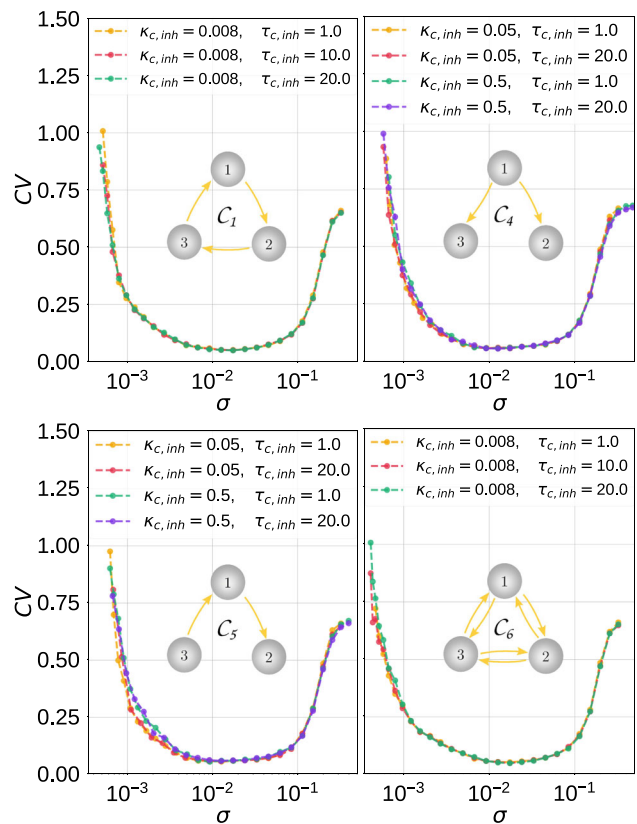 1.50
1.25
1.00
0.75
0.50
0.25
0.00
CV
κc,inh = 0.008, τc,inh = 1.0
κc,inh = 0.008, τc,inh = 10.0
κc,inh = 0.008, τc,inh = 20.0
1
3
2
C1
10−3
10−2
10−1
σ
κc,inh = 0.05, τc,inh = 1.0
κc,inh = 0.05, τc,inh = 20.0
κc,inh = 0.5, τc,inh = 1.0
κc,inh = 0.5, τc,inh = 20.0
1
3
2
C4
10−3
10−2
10−1
σ
1.50
1.25
1.00
0.75
0.50
0.25
0.00
CV
κc,inh = 0.05, τc,inh = 1.0
κc,inh = 0.05, τc,inh = 20.0
κc,inh = 0.5, τc,inh = 1.0
κc,inh = 0.5, τc,inh = 20.0
1
3
2
C5
10−3
10−2
10−1
σ
κc,inh = 0.008, τc,inh = 1.0
κc,inh = 0.008, τc,inh = 10.0
κc,inh = 0.008, τc,inh = 20.0
1
3
2
C6
10−3
10−2
10−1
σ